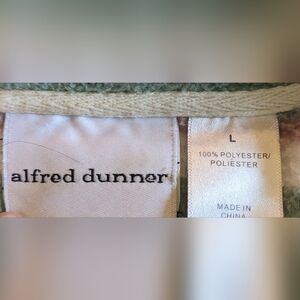 alfred dunner
L
100% POLYESTER/
POLIESTER
MADE IN
CHINA